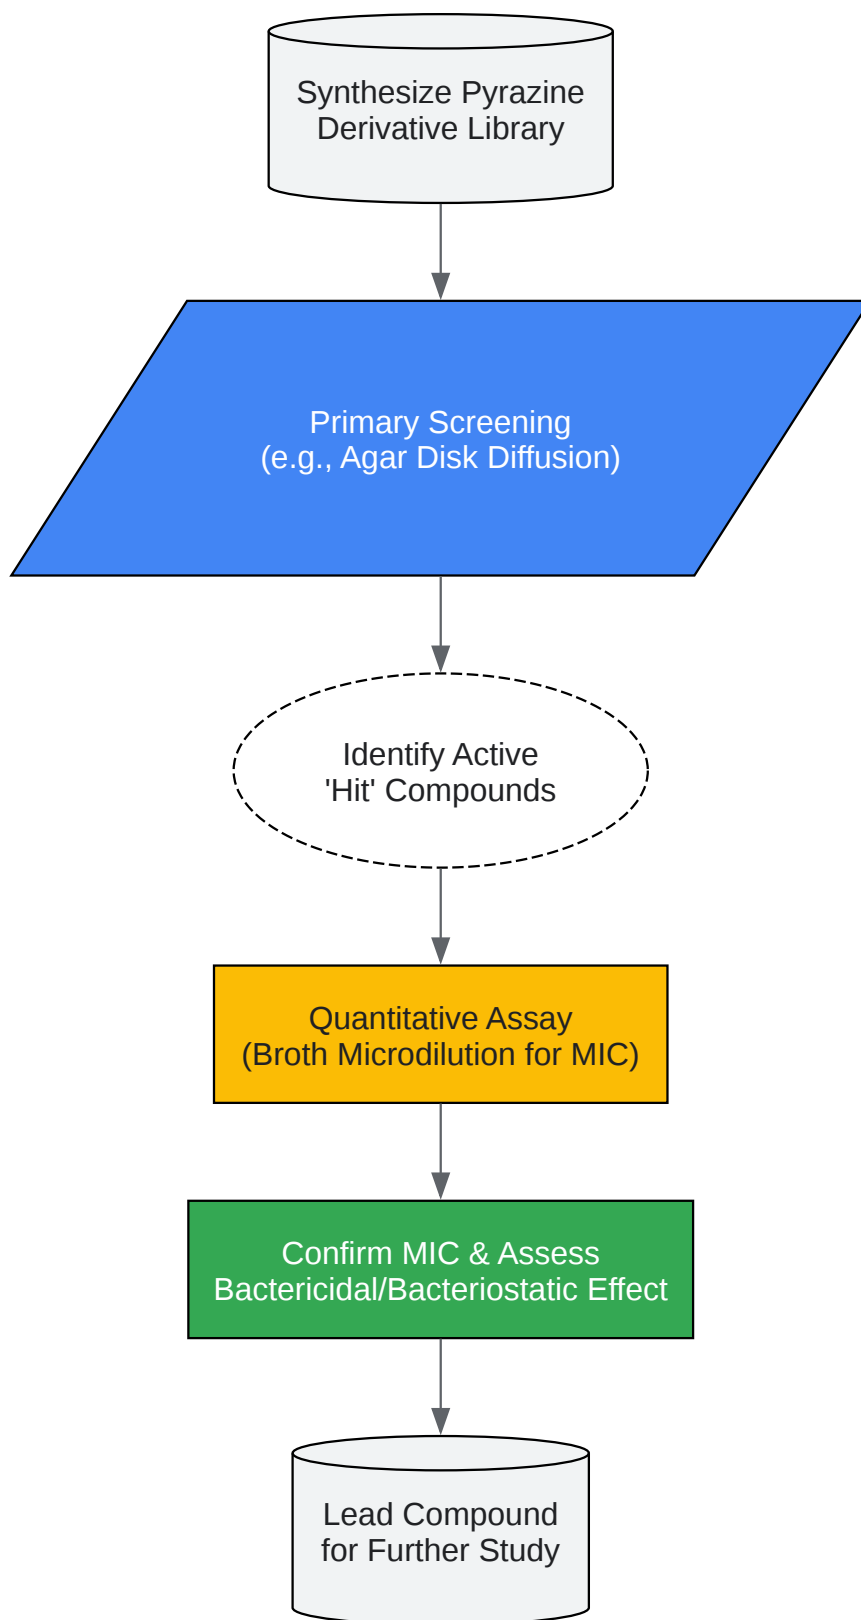 Synthesize Pyrazine
Derivative Library
Primary Screening
(e.g., Agar Disk Diffusion)
Identify Active
'Hit' Compounds
Quantitative Assay
(Broth Microdilution for MIC)
Confirm MIC & Assess
Bactericidal/Bacteriostatic Effect
Lead Compound
for Further Study